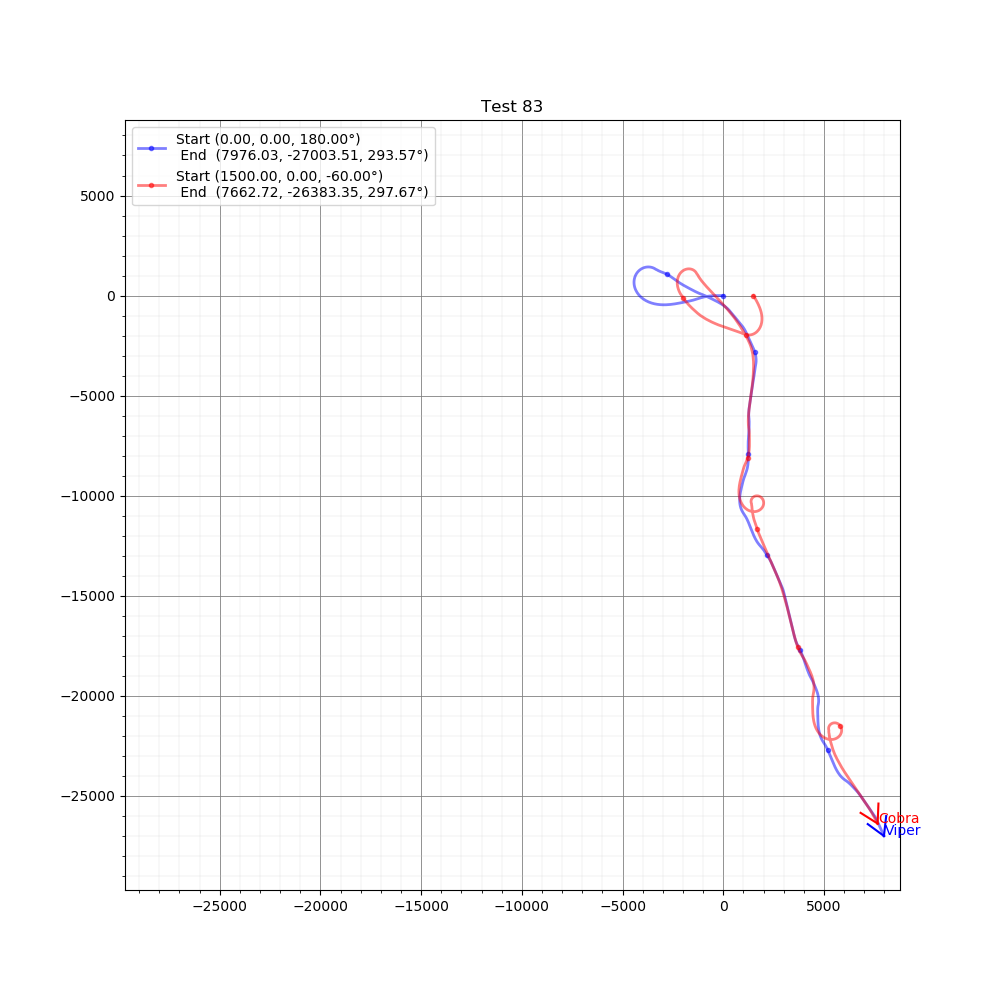 Test 83
Start (0.00, 0.00, 180.00°)
End  (7976.03, -27003.51, 293.57°)
Start (1500.00, 0.00, -60.00°)
End  (7662.72, -26383.35, 297.67°)
5000
0
−5000
−10000
−15000
−20000
−25000
Cobra
Viper
−25000 −20000 −15000 −10000 −5000 0 5000